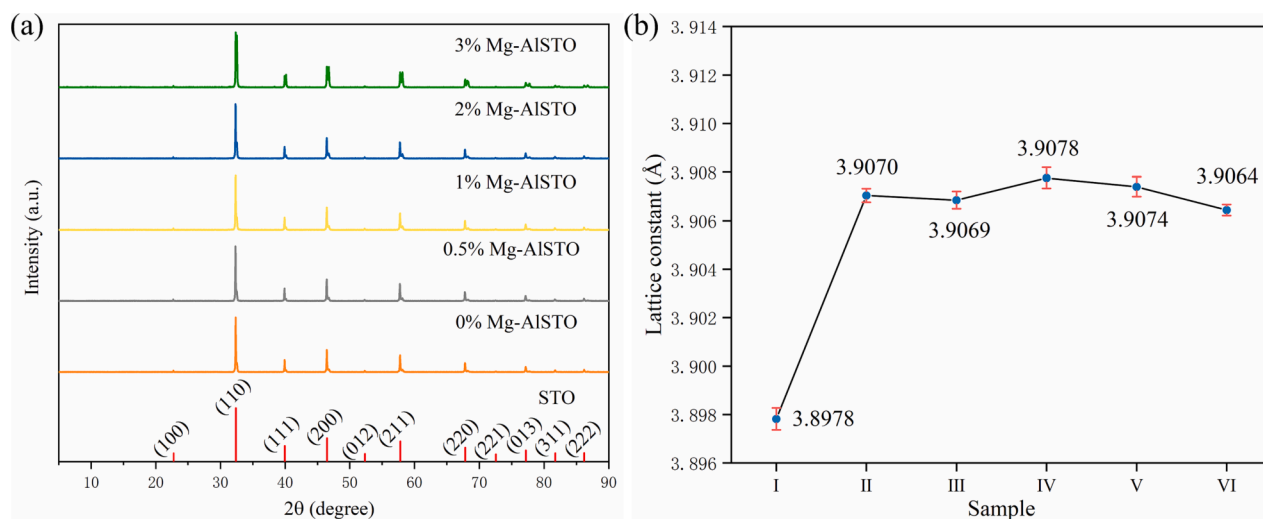 (a)
3% Mg-AlSTO
2% Mg-AlSTO
1% Mg-AlSTO
0.5% Mg-AlSTO
0% Mg-AlSTO
STO
(100)
(110)
(111)
(200)
(012)
(211)
(220)
(221)
(013)
(311)
(222)
Intensity (a.u.)
10 20 30 40 50 60 70 80 90
2θ (degree)
(b)
3.914
3.912
3.910
3.908
3.906
3.904
3.902
3.900
3.898
3.896
Lattice constant (Å)
3.8978
3.9070
3.9069
3.9078
3.9074
3.9064
I II III IV V VI
Sample